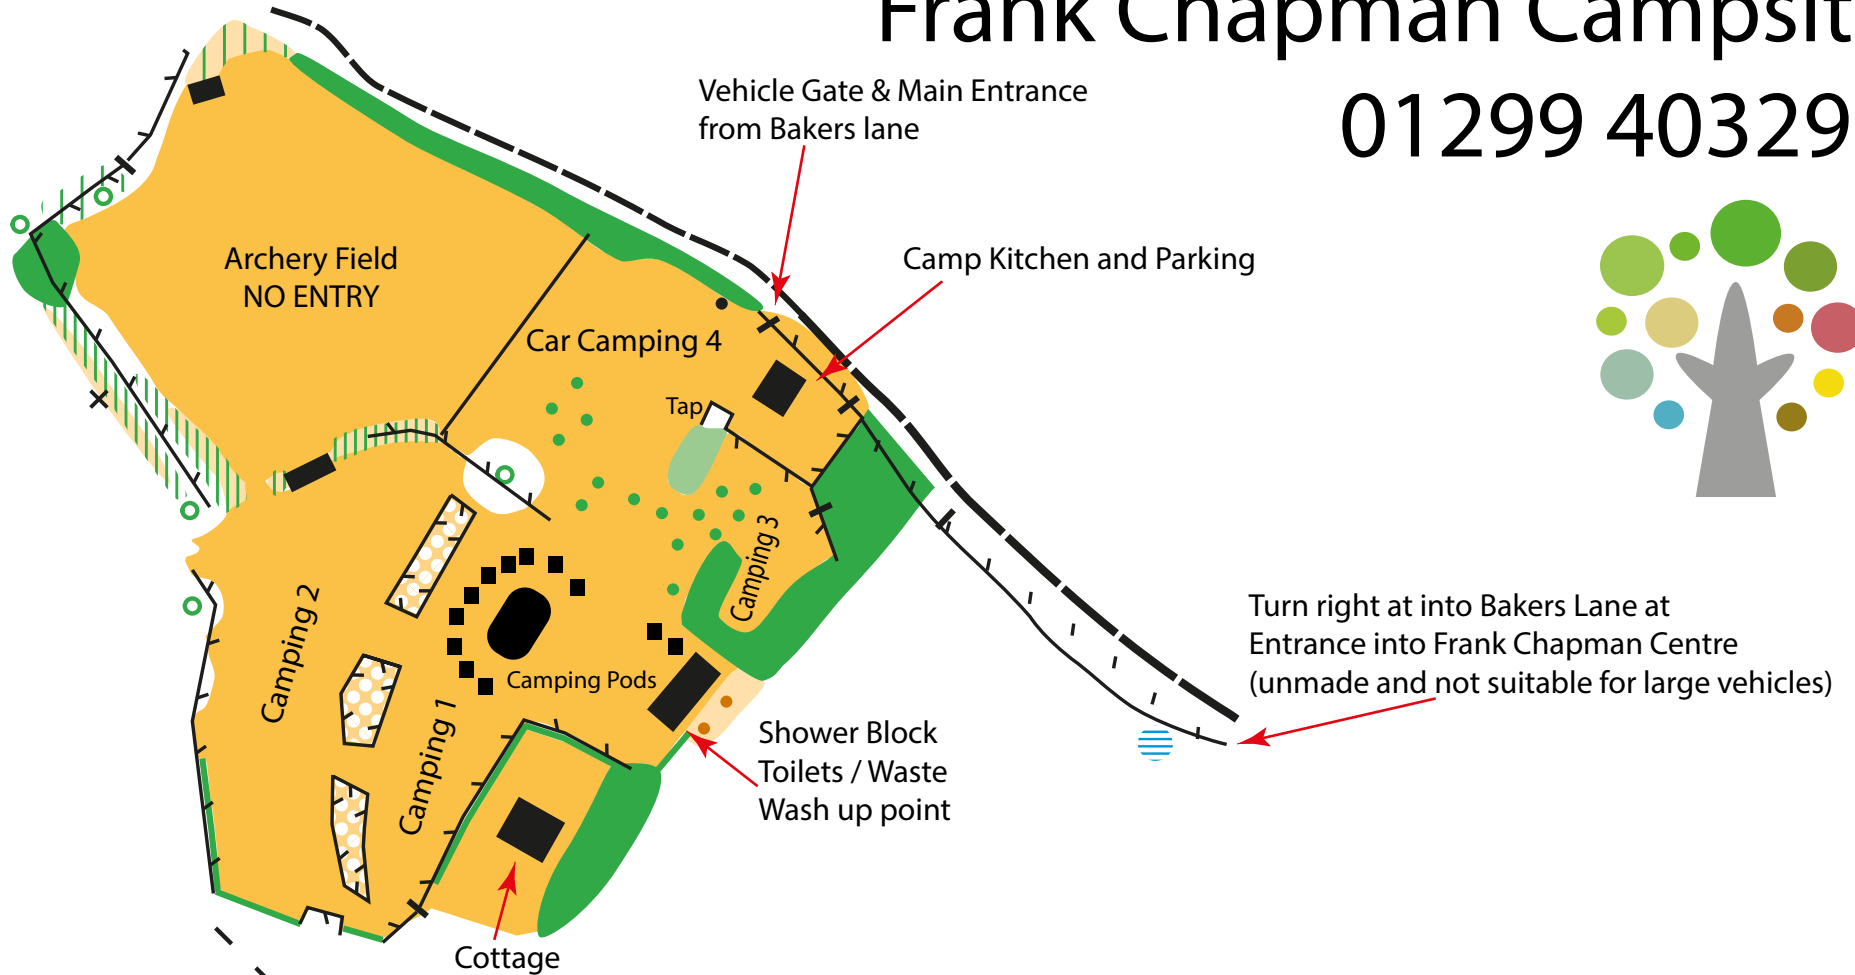 Frank Chapman Campsit
01299 40329
Vehicle Gate & Main Entrance
from Bakers lane
Camp Kitchen and Parking
Archery Field
NO ENTRY
Car Camping 4
Tap
Camping 3
Camping 2
Camping Pods
Camping 1
Turn right at into Bakers Lane at
Entrance into Frank Chapman Centre
(unmade and not suitable for large vehicles)
Shower Block
Toilets / Waste
Wash up point
Cottage